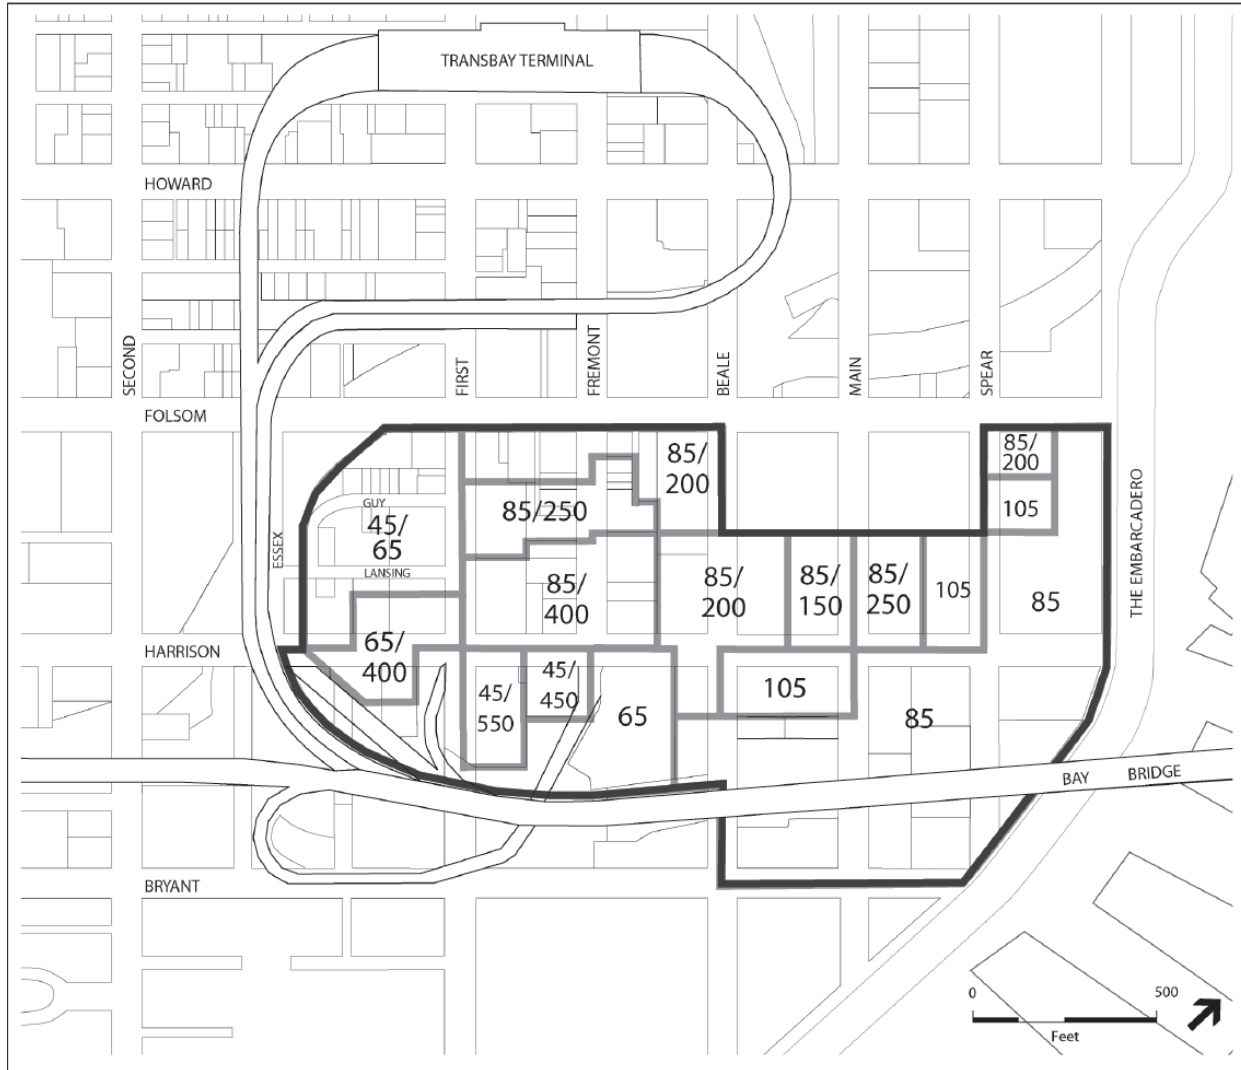 TRANSBAY TERMINAL
HOWARD
SECOND
FIRST
FREMONT
BEALE
MAIN
SPEAR
FOLSOM
85/
200
85/
200
105
GUY
85/250
45/
65
ESSEX
LANSING
THE EMBARCADERO
85/
400
85/
200
85/
150
85/
250
105
85
HARRISON
65/
400
45/
550
45/
450
65
105
85
BAY BRIDGE
BRYANT
0 500
Feet